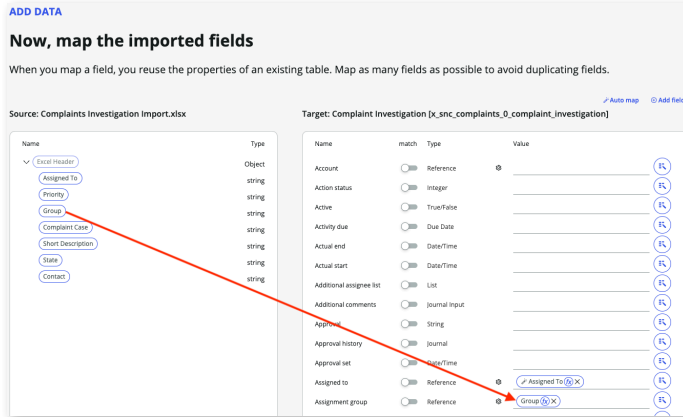 ADD DATA
Now, map the imported fields
When you map a field, you reuse the properties of an existing table. Map as many fields as possible to avoid duplicating fields.
Auto map Add field
Source: Complaints Investigation Import.xlsx
Target: Complaint Investigation [x_snc_complaints_0_complaint_investigation]
Name Type
Excel Header Object
Assigned To string
Priority string
Group string
Complaint Case string
Short Description string
State string
Contact string
Name match Type Value
Account Reference
Action status Integer
Active True/False
Activity due Due Date
Actual end Date/Time
Actual start Date/Time
Additional assignee list List
Additional comments Journal Input
Approval String
Approval history Journal
Approval set Date/Time
Assigned to Reference Assigned To fx X
Assignment group Reference Group fx X